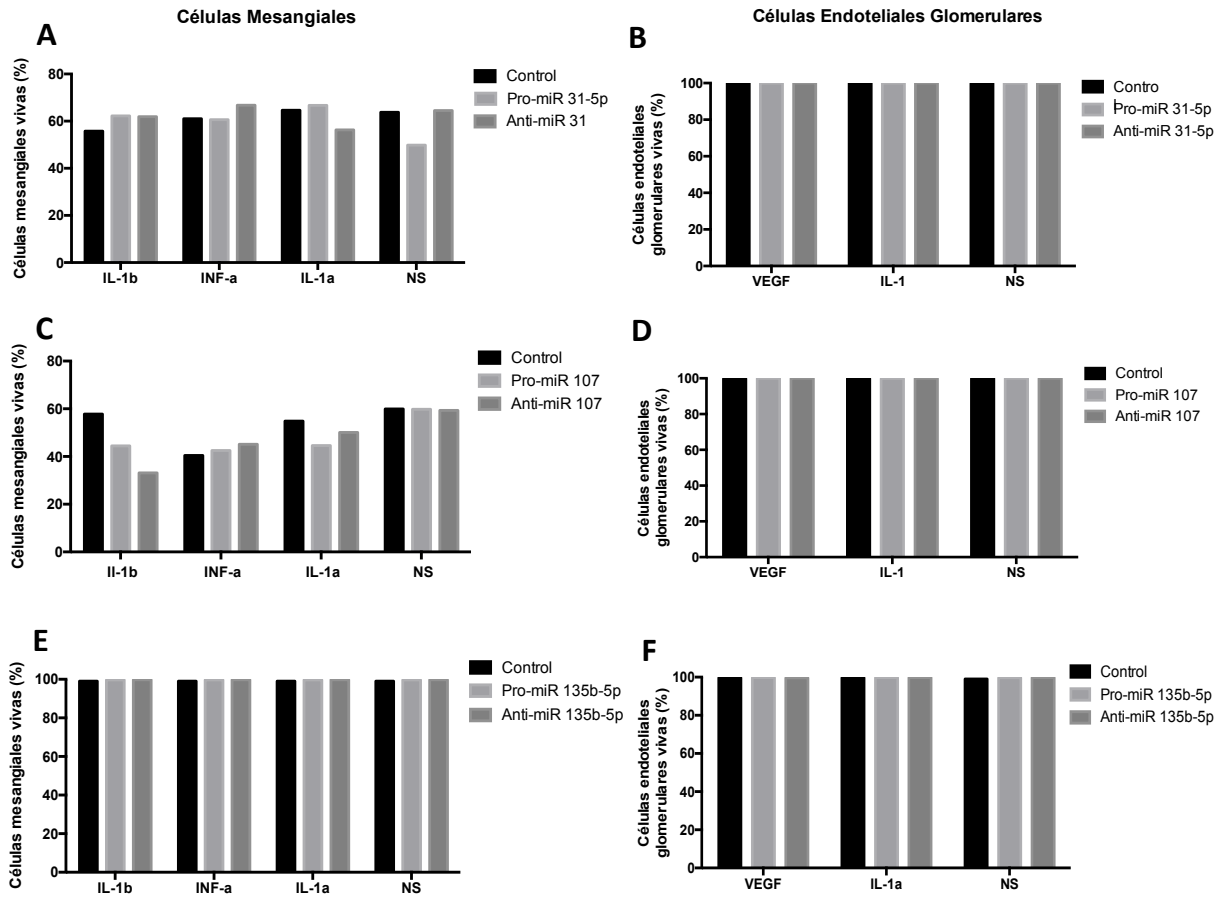 Células Mesangiales
Células Endoteliales Glomerulares
A
Células mesangiales vivas (%)
80
60
40
20
0
IL-1b INF-a IL-1a NS
Control
Pro-miR 31-5p
Anti-miR 31
B
Células endoteliales
glomerulares vivas (%)
100
80
60
40
20
0
VEGF IL-1 NS
Contro
l
Pro-miR 31-5p
Anti-miR 31-5p
C
Células mesangiales vivas (%)
80
60
40
20
0
Il-1b INF-a IL-1a NS
Control
Pro-miR 107
Anti-miR 107
D
Células endoteliales
glomerulares vivas (%)
100
80
60
40
20
0
VEGF IL-1 NS
Control
Pro-miR 107
Anti-miR 107
E
Células mesangiales vivas (%)
100
80
60
40
20
0
IL-1b INF-a IL-1a NS
Control
Pro-miR 135b-5p
Anti-miR 135b-5p
F
Células endoteliales
glomerulares vivas (%)
100
80
60
40
20
0
VEGF IL-1a NS
Control
Pro-miR 135b-5p
Anti-miR 135b-5p